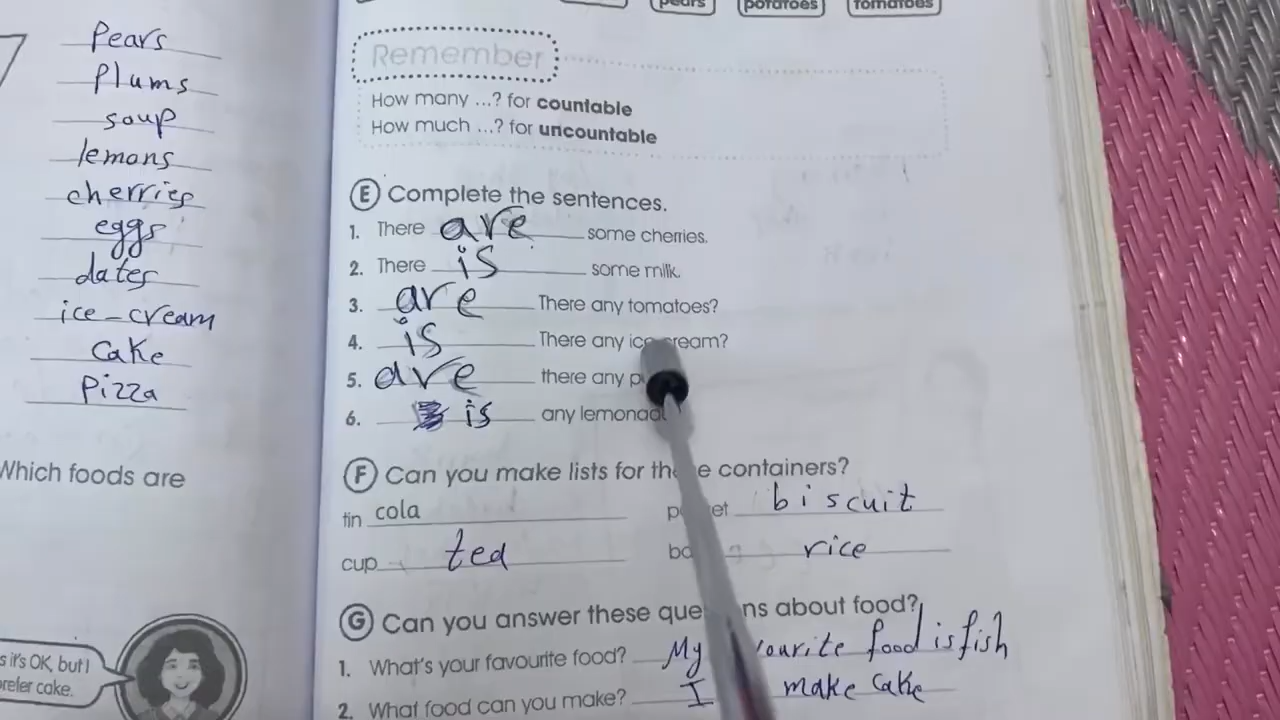 Pears
Plums
soup
lemons
cherries
eggs
dates
ice-cream
Cake
Pizza
Which foods are
s it's OK, but I
prefer cake.
pears potatoes tomatoes
Remember
How many ...? for countable
How much ...? for uncountable
E Complete the sentences.
1. There are some cherries.
2. There is some milk.
3. are There any tomatoes?
4. is There any ice cream?
5. are there any
6. is any
F Can you make lists for these containers?
tin cola biscuit
cup tea rice
G Can you answer these questions about food?
1. What's your favourite food? My favourite food is fish
2. What food can you make? I make cake